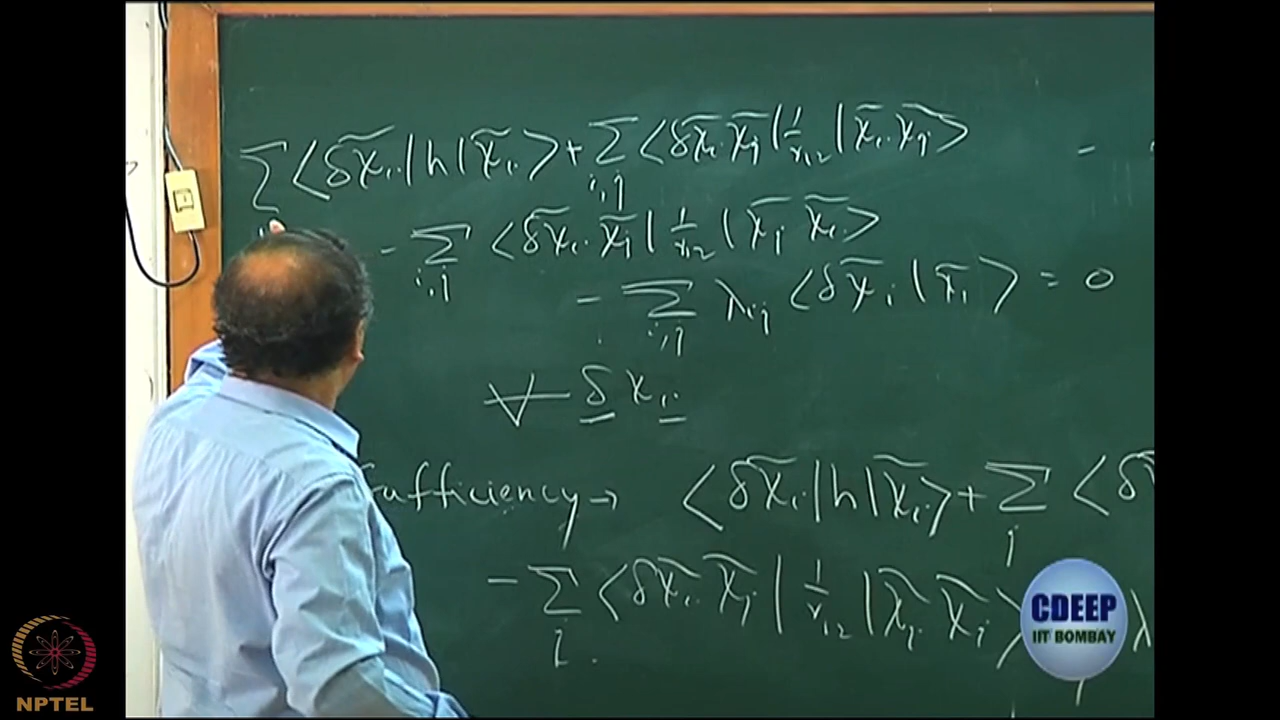 ∑ ⟨δχ̃ᵢ|h|χ̃ᵢ⟩ + ∑ᵢ,ⱼ ⟨δχ̃ᵢ χ̃ⱼ|1/r₁₂|χ̃ᵢ χ̃ⱼ⟩ -
- ∑ᵢ,ⱼ ⟨δχ̃ᵢ χ̃ⱼ|1/r₁₂|χ̃ⱼ χ̃ᵢ⟩
- ∑ᵢ,ⱼ λᵢⱼ ⟨δχ̃ᵢ|χ̃ⱼ⟩ = 0
∀ δχᵢ
Sufficiency → ⟨δχ̃ᵢ|h|χ̃ᵢ⟩ + ∑ⱼ ⟨δ
- ∑ⱼ ⟨δχ̃ᵢ χ̃ⱼ|1/r₁₂|χ̃ⱼ χ̃ᵢ⟩ λ
CDEEP
IIT BOMBAY
NPTEL